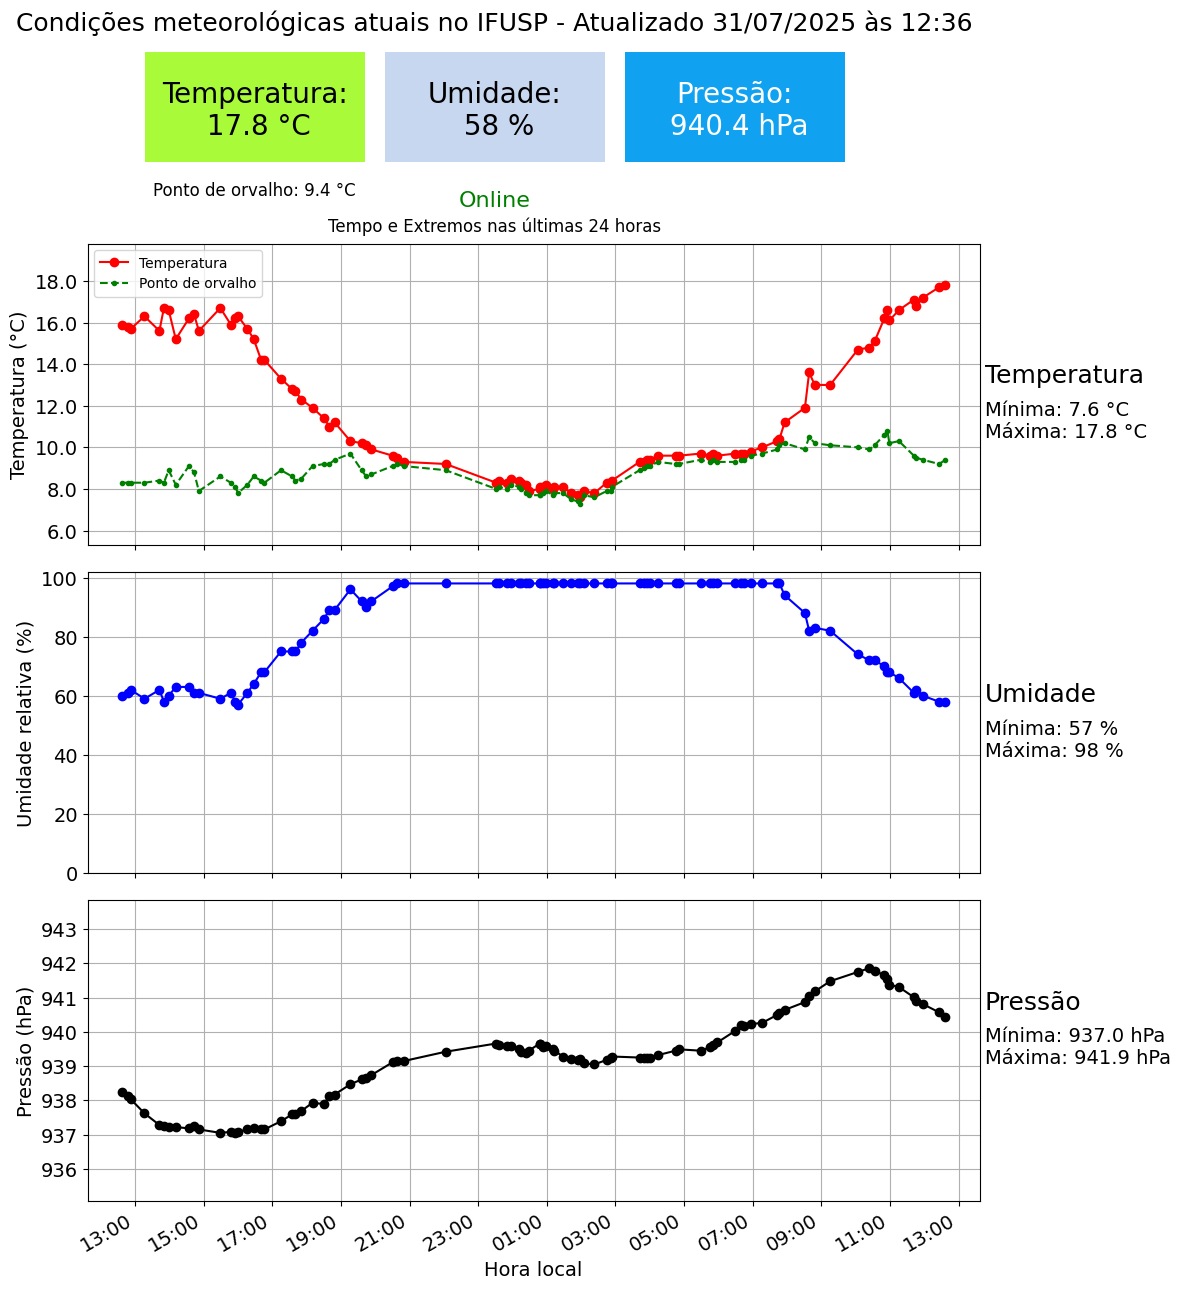 Condições meteorológicas atuais no IFUSP - Atualizado 31/07/2025 às 12:36
Temperatura:
17.8 °C
Umidade:
58 %
Pressão:
940.4 hPa
Ponto de orvalho: 9.4 °C
Online
Tempo e Extremos nas últimas 24 horas
Temperatura
Ponto de orvalho
Temperatura (°C)
18.0
16.0
14.0
12.0
10.0
8.0
6.0
Temperatura
Mínima: 7.6 °C
Máxima: 17.8 °C
Umidade relativa (%)
100
80
60
40
20
0
Umidade
Mínima: 57 %
Máxima: 98 %
Pressão (hPa)
943
942
941
940
939
938
937
936
Pressão
Mínima: 937.0 hPa
Máxima: 941.9 hPa
13:00
15:00
17:00
19:00
21:00
23:00
01:00
03:00
05:00
07:00
09:00
11:00
13:00
Hora local